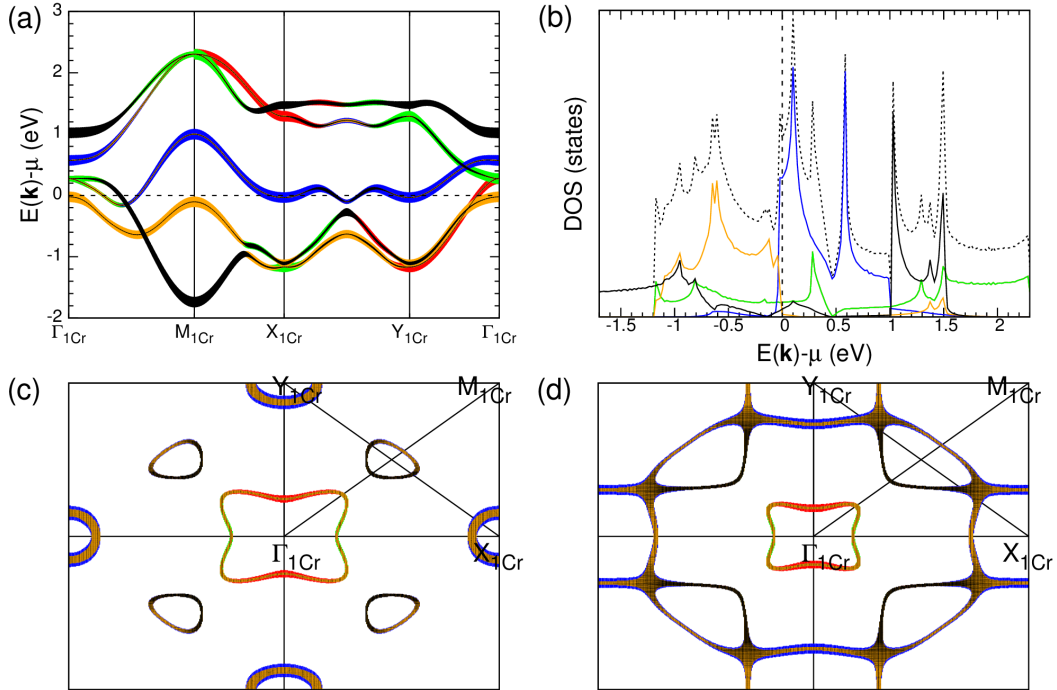 (a)
E(k)-μ (eV)
3
2
1
0
-1
-2
Γ1Cr
M1Cr
X1Cr
Y1Cr
Γ1Cr
(b)
DOS (states)
-1.5
-1
-0.5
0
0.5
1
1.5
2
E(k)-μ (eV)
(c)
Y1Cr
M1Cr
Γ1Cr
X1Cr
(d)
Y1Cr
M1Cr
Γ1Cr
X1Cr